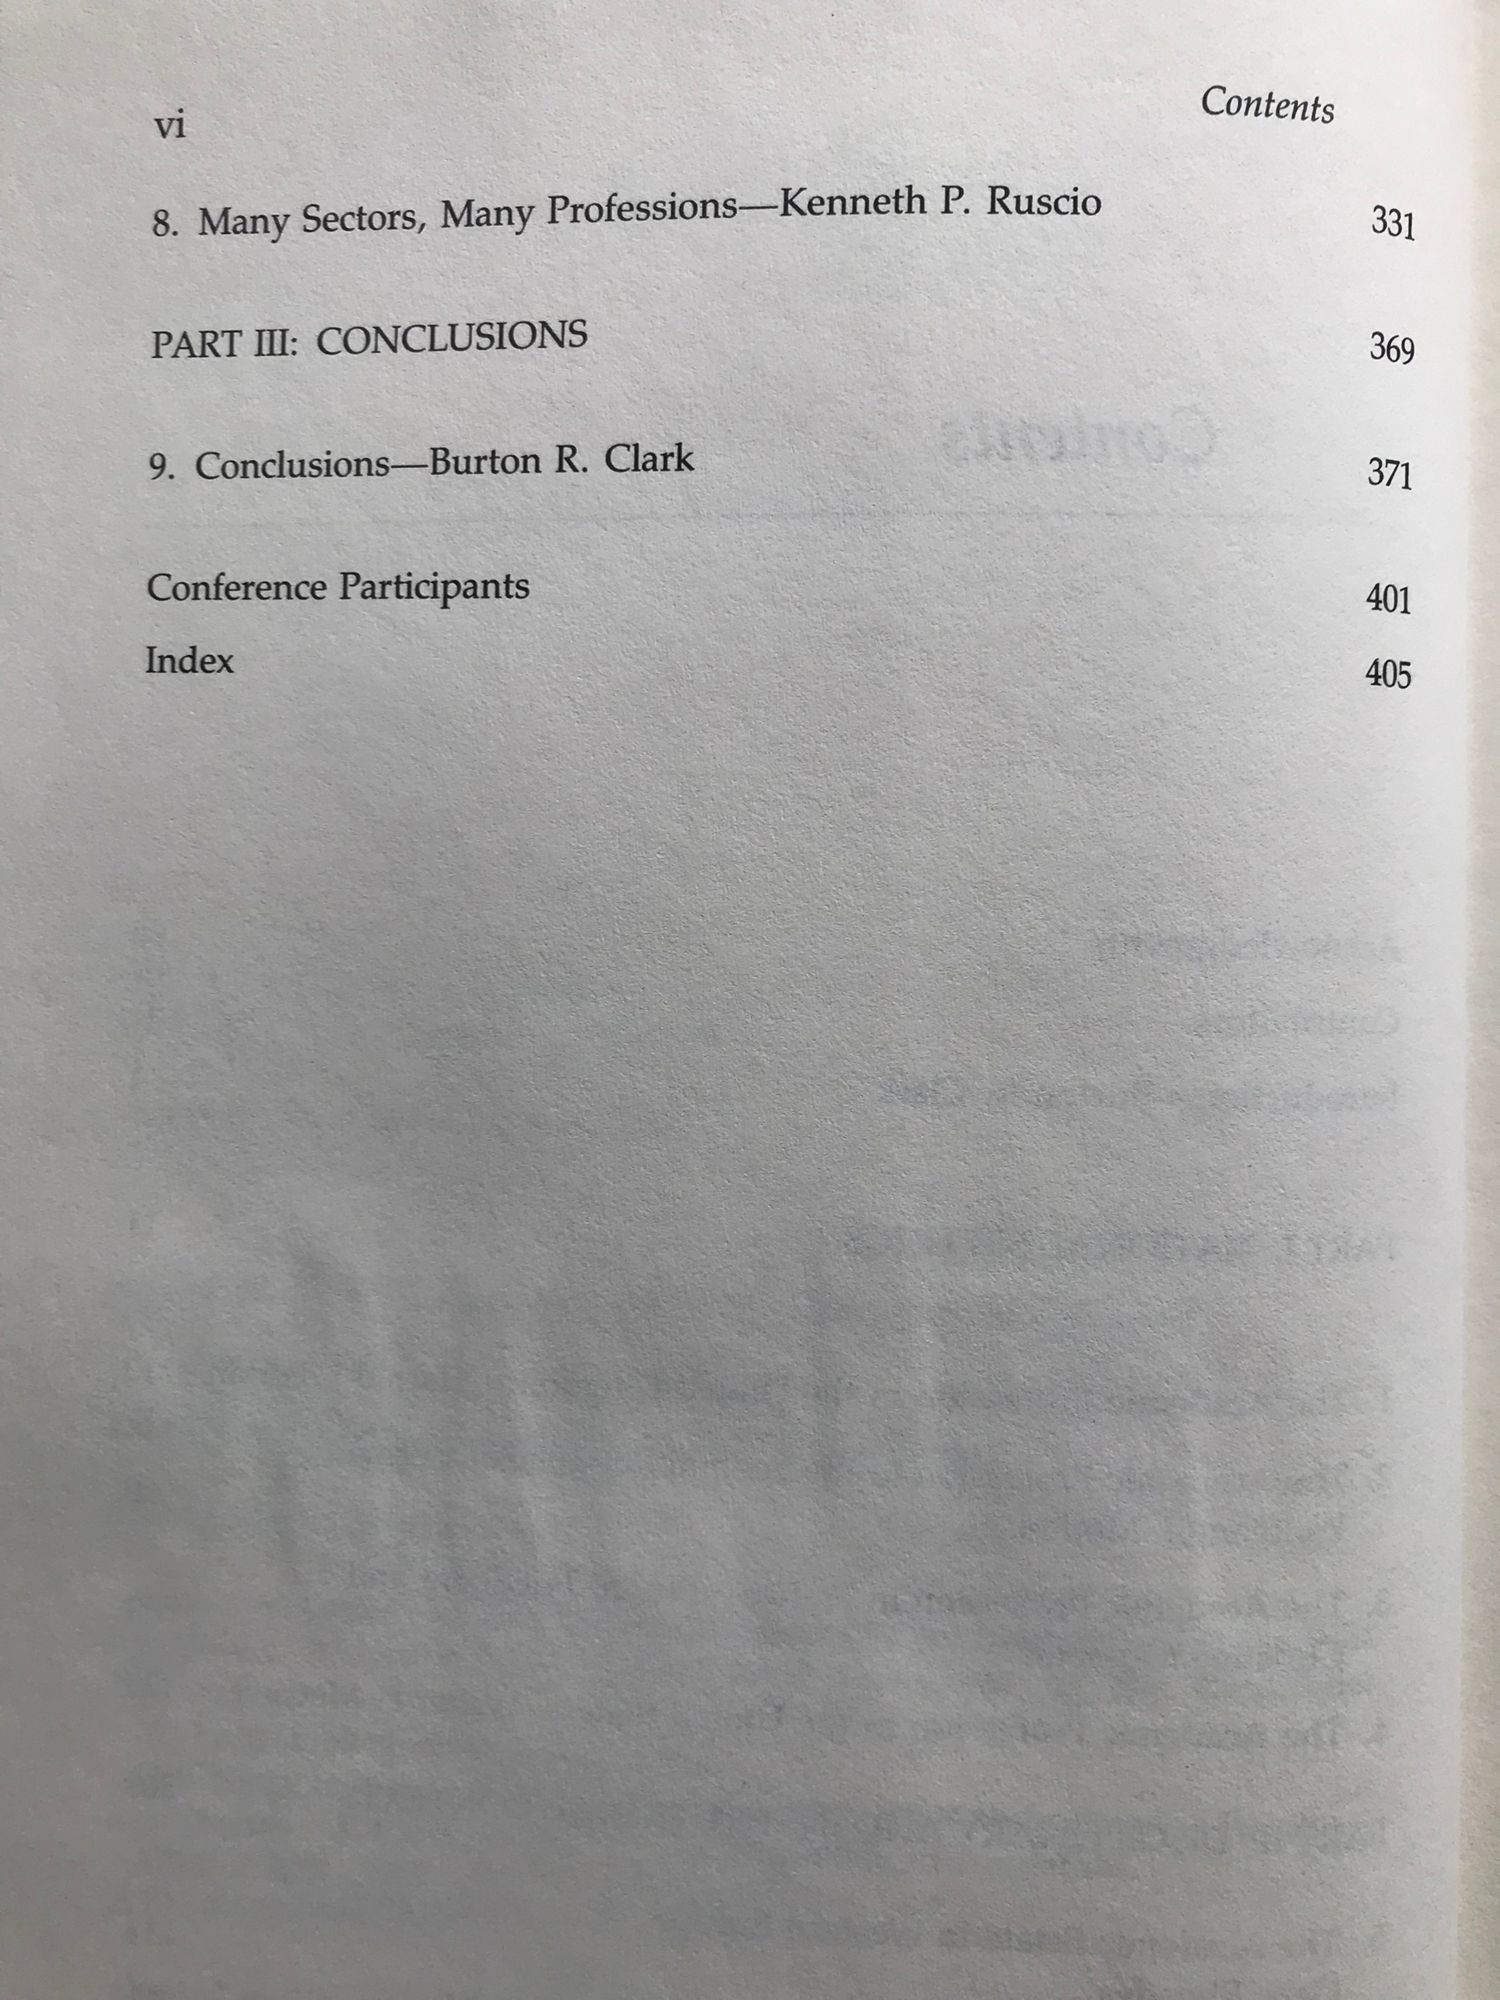 vi Contents
8. Many Sectors, Many Professions—Kenneth P. Ruscio 331
PART III: CONCLUSIONS 369
9. Conclusions—Burton R. Clark 371
Conference Participants 401
Index 405